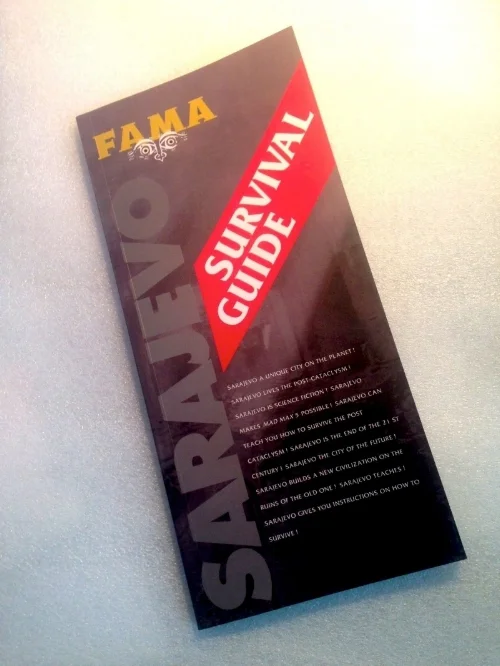 FAMA
SARAJEVO
SURVIVAL
GUIDE
SARAJEVO A UNIQUE CITY ON THE PLANET!
SARAJEVO LIVES THE POST-CATACLYSM!
SARAJEVO IS SCIENCE FICTION! SARAJEVO
MAKES MAD MAX 5 POSSIBLE! SARAJEVO CAN
TEACH YOU HOW TO SURVIVE THE POST
CATACLYSM! SARAJEVO IS THE END OF THE 21 ST
CENTURY! SARAJEVO THE CITY OF THE FUTURE!
SARAJEVO BUILDS A NEW CIVILIZATION ON THE
RUINS OF THE OLD ONE! SARAJEVO TEACHES!
SARAJEVO GIVES YOU INSTRUCTIONS ON HOW TO
SURVIVE!